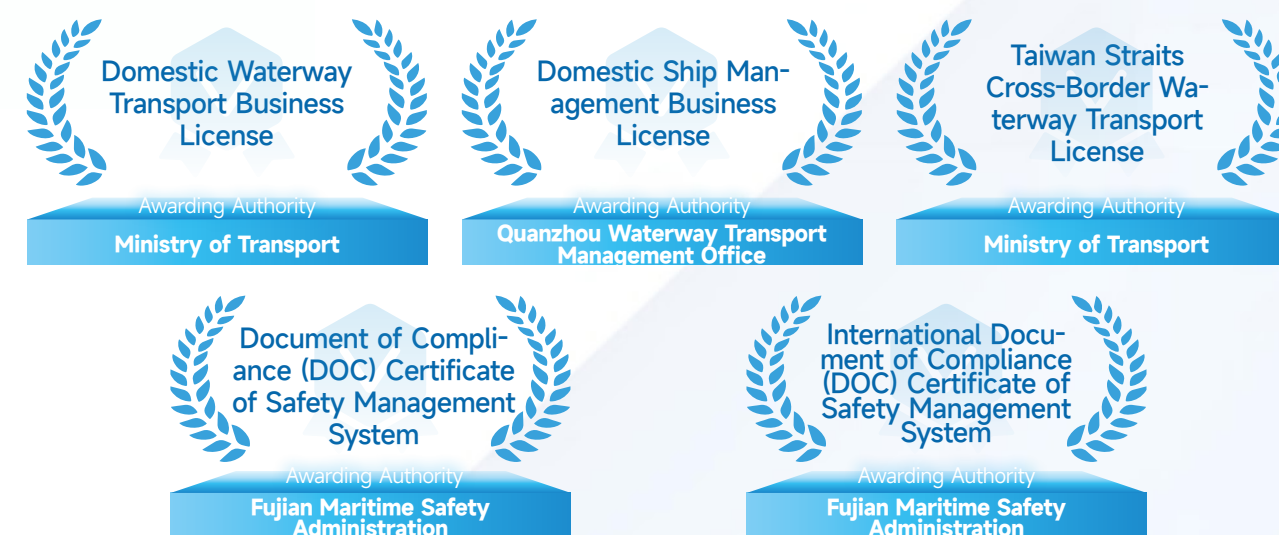 Domestic Waterway
Transport Business
License
Awarding Authority
Ministry of Transport
Domestic Ship Man-
agement Business
License
Awarding Authority
Quanzhou Waterway Transport
Management Office
Taiwan Straits
Cross-Border Wa-
terway Transport
License
Awarding Authority
Ministry of Transport
Document of Compli-
ance (DOC) Certificate
of Safety Management
System
Awarding Authority
Fujian Maritime Safety
Administration
International Docu-
ment of Compliance
(DOC) Certificate of
Safety Management
System
Awarding Authority
Fujian Maritime Safety
Administration